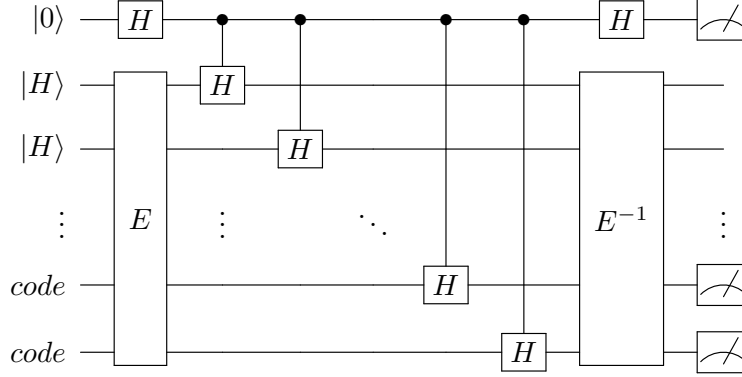 |0⟩ H H
|H⟩ H
|H⟩ H
⋮ E ⋮ ⋱ E⁻¹ ⋮
code H
code H